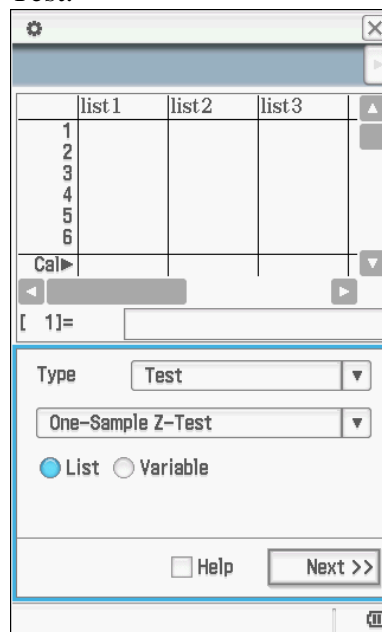 list1 list2 list3
1
2
3
4
5
6
Cal▶
[ 1]=
Type Test
One-Sample Z-Test
List Variable
Help Next >>